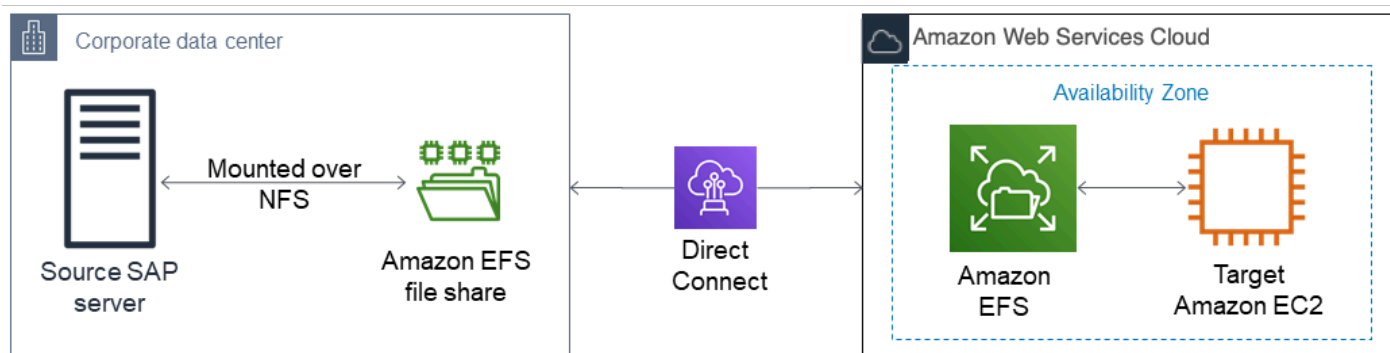 Corporate data center
Amazon Web Services Cloud
Availability Zone
Mounted over
NFS
Source SAP
server
Amazon EFS
file share
Direct
Connect
Amazon
EFS
Target
Amazon EC2